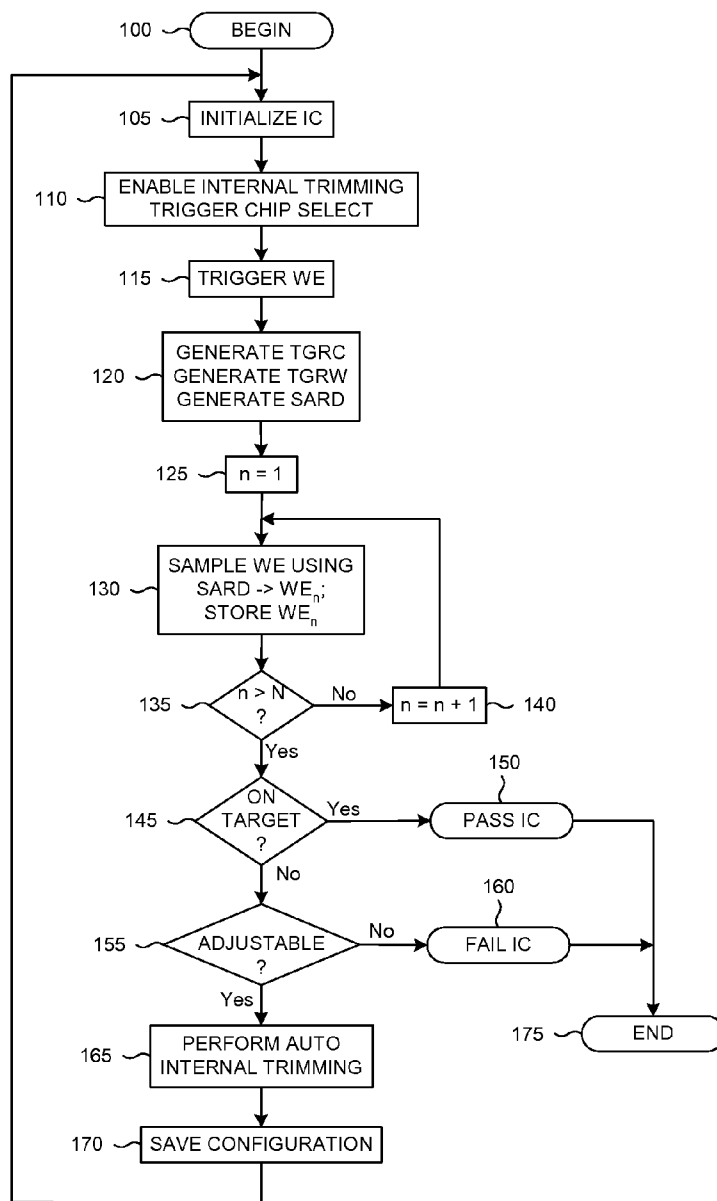 100 BEGIN
105 INITIALIZE IC
110 ENABLE INTERNAL TRIMMING
TRIGGER CHIP SELECT
115 TRIGGER WE
120 GENERATE TGRC
GENERATE TGRW
GENERATE SARD
125 n = 1
130 SAMPLE WE USING
SARD -> WEn;
STORE WEn
135 n > N
?
No
n = n + 1 140
Yes
145 ON
TARGET
?
Yes
150
PASS IC
No
155 ADJUSTABLE
?
No
160
FAIL IC
Yes
165 PERFORM AUTO
INTERNAL TRIMMING
175 END
170 SAVE CONFIGURATION